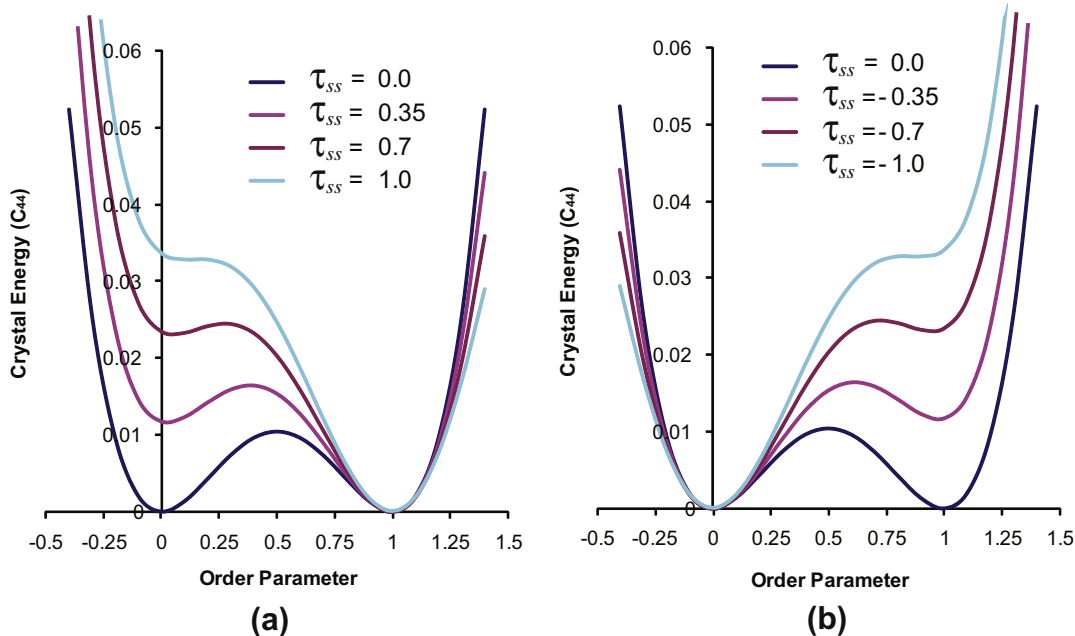 0.06
0.05
0.04
0.03
0.02
0.01
0
-0.5 -0.25 0 0.25 0.5 0.75 1 1.25 1.5
Crystal Energy (C44)
Order Parameter
τss = 0.0
τss = 0.35
τss = 0.7
τss = 1.0
(a)
0.06
0.05
0.04
0.03
0.02
0.01
0
-0.5 -0.25 0 0.25 0.5 0.75 1 1.25 1.5
Crystal Energy (C44)
Order Parameter
τss = 0.0
τss =- 0.35
τss =- 0.7
τss =- 1.0
(b)